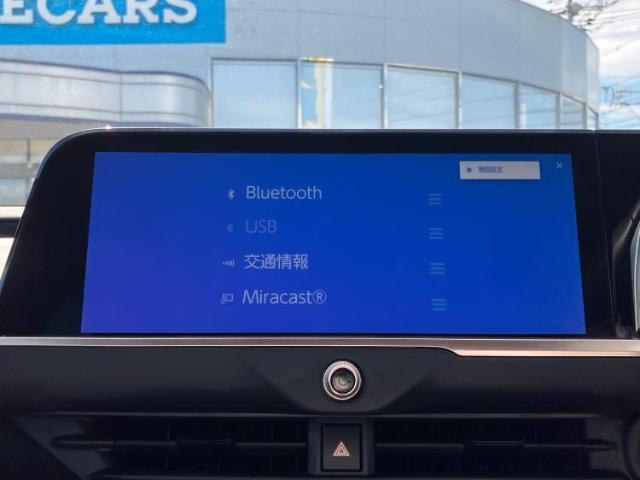 ECARS
Bluetooth
USB
交通情報
Miracast®